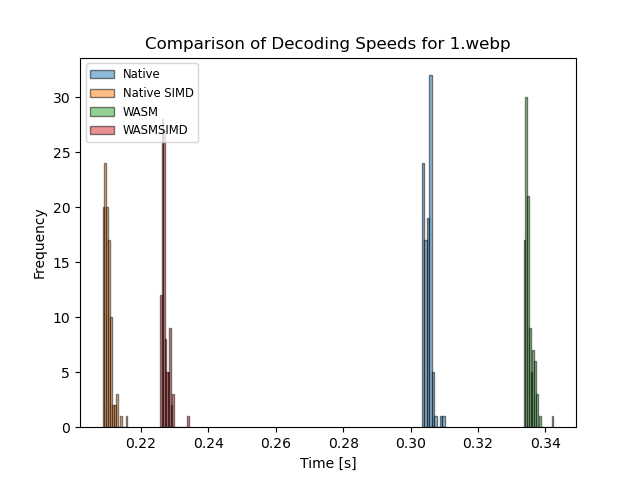 Comparison of Decoding Speeds for 1.webp
Native
Native SIMD
WASM
WASMSIMD
30
25
20
15
10
5
0
Frequency
0.22 0.24 0.26 0.28 0.30 0.32 0.34
Time [s]